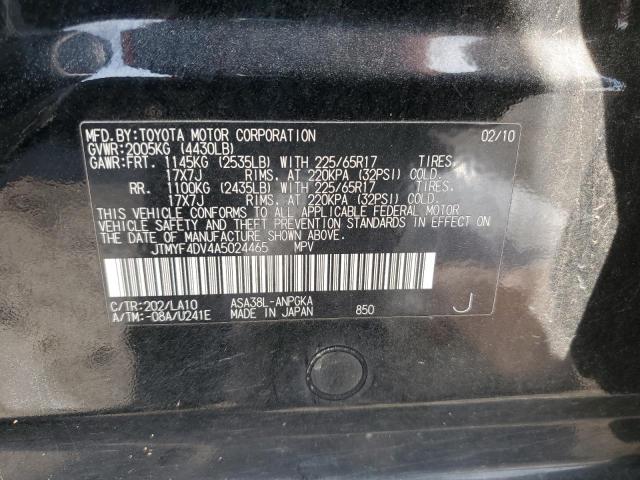 MFD.BY:TOYOTA MOTOR CORPORATION 02/10
GVWR:2005KG (4430LB)
GAWR:FRT. 1145KG (2535LB) WITH 225/65R17 TIRES,
17X7J RIMS, AT 220KPA (32PSI) COLD.
RR. 1100KG (2435LB) WITH 225/65R17 TIRES,
17X7J RIMS, AT 220KPA (32PSI) COLD.
THIS VEHICLE CONFORMS TO ALL APPLICABLE FEDERAL MOTOR
VEHICLE SAFETY AND THEFT PREVENTION STANDARDS IN EFFECT ON
THE DATE OF MANUFACTURE SHOWN ABOVE.
JTMYF4DV4A5024465 MPV
C/TR:202/LA10 ASA38L-ANPGKA J
A/TM:-08A/U241E MADE IN JAPAN 850